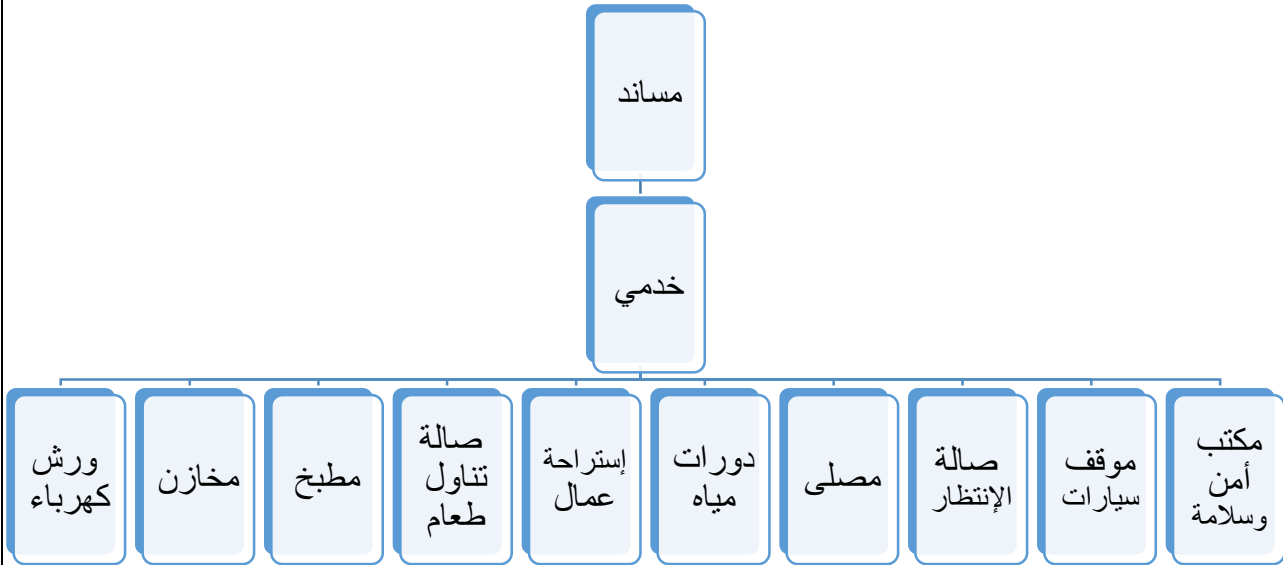 مساند
خدمي
مكتب
أمن
وسلامة
موقف
سيارات
صالة
الإنتظار
مصلى
دورات
مياه
إستراحة
عمال
صالة
تناول
طعام
مطبخ
مخازن
ورش
كهرباء